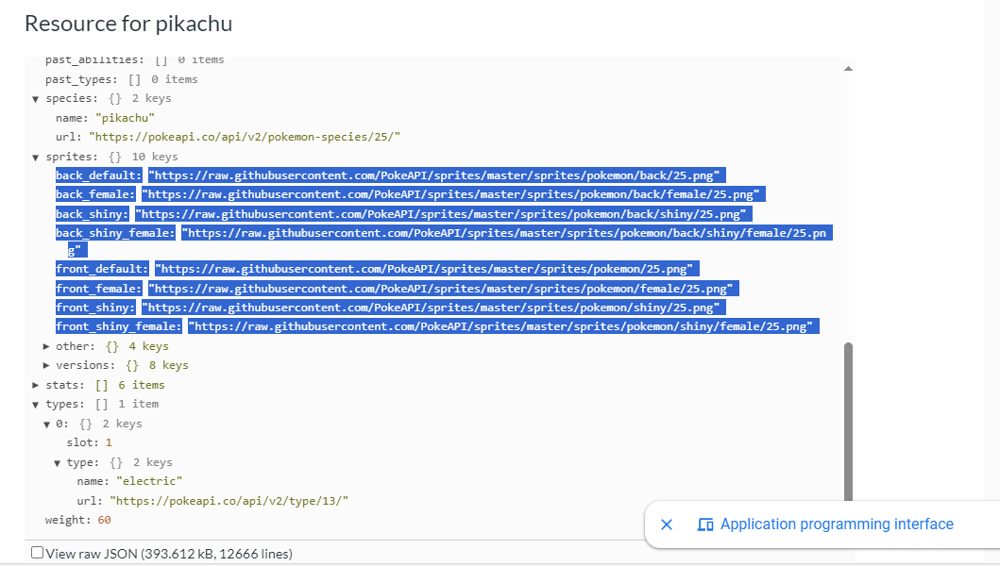 Resource for pikachu
past_abilities: [] 0 items
past_types: [] 0 items
▼ species: {} 2 keys
name: "pikachu"
url: "https://pokeapi.co/api/v2/pokemon-species/25/"
▼ sprites: {} 10 keys
back_default: "https://raw.githubusercontent.com/PokeAPI/sprites/master/sprites/pokemon/back/25.png"
back_female: "https://raw.githubusercontent.com/PokeAPI/sprites/master/sprites/pokemon/back/female/25.png"
back_shiny: "https://raw.githubusercontent.com/PokeAPI/sprites/master/sprites/pokemon/back/shiny/25.png"
back_shiny_female: "https://raw.githubusercontent.com/PokeAPI/sprites/master/sprites/pokemon/back/shiny/female/25.pn
g"
front_default: "https://raw.githubusercontent.com/PokeAPI/sprites/master/sprites/pokemon/25.png"
front_female: "https://raw.githubusercontent.com/PokeAPI/sprites/master/sprites/pokemon/female/25.png"
front_shiny: "https://raw.githubusercontent.com/PokeAPI/sprites/master/sprites/pokemon/shiny/25.png"
front_shiny_female: "https://raw.githubusercontent.com/PokeAPI/sprites/master/sprites/pokemon/shiny/female/25.png"
► other: {} 4 keys
► versions: {} 8 keys
► stats: [] 6 items
▼ types: [] 1 item
▼ 0: {} 2 keys
slot: 1
▼ type: {} 2 keys
name: "electric"
url: "https://pokeapi.co/api/v2/type/13/"
weight: 60
Application programming interface
View raw JSON (393.612 kB, 12666 lines)